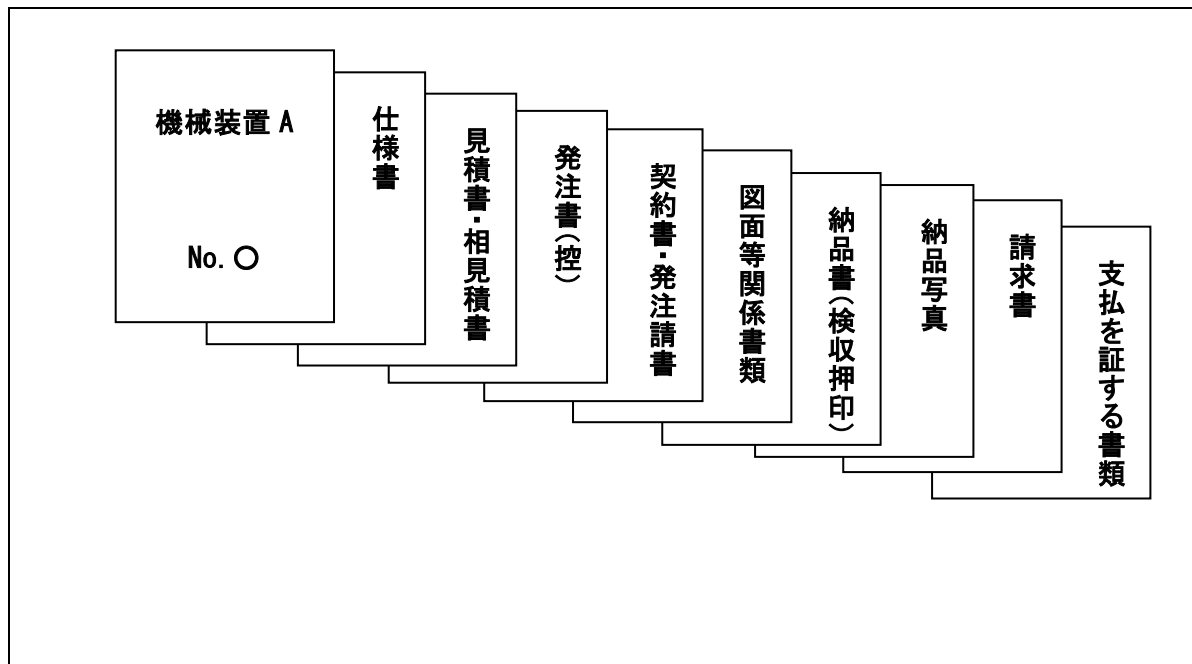 機械装置 A
No. ○
仕様書
見積書・相見積書
発注書(控)
契約書・発注請書
図面等関係書類
納品書(検収押印)
納品写真
請求書
支払を証する書類